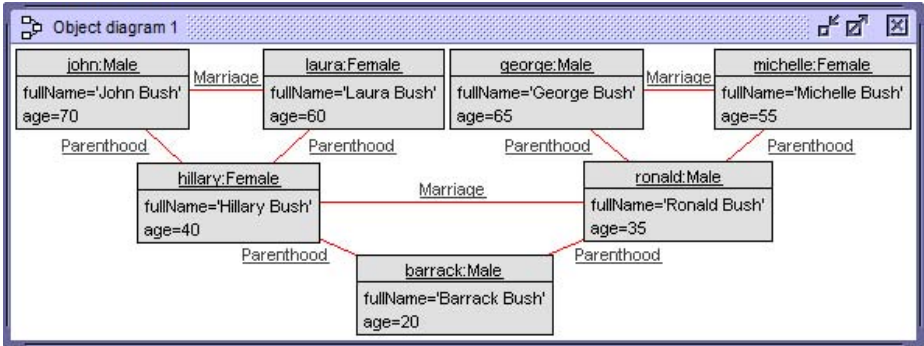 Object diagram 1
john:Male
fullName='John Bush'
age=70
Marriage
laura:Female
fullName='Laura Bush'
age=60
george:Male
fullName='George Bush'
age=65
Marriage
michelle:Female
fullName='Michelle Bush'
age=55
Parenthood
Parenthood
Parenthood
Parenthood
hillary:Female
fullName='Hillary Bush'
age=40
Marriage
ronald:Male
fullName='Ronald Bush'
age=35
Parenthood
Parenthood
barrack:Male
fullName='Barrack Bush'
age=20